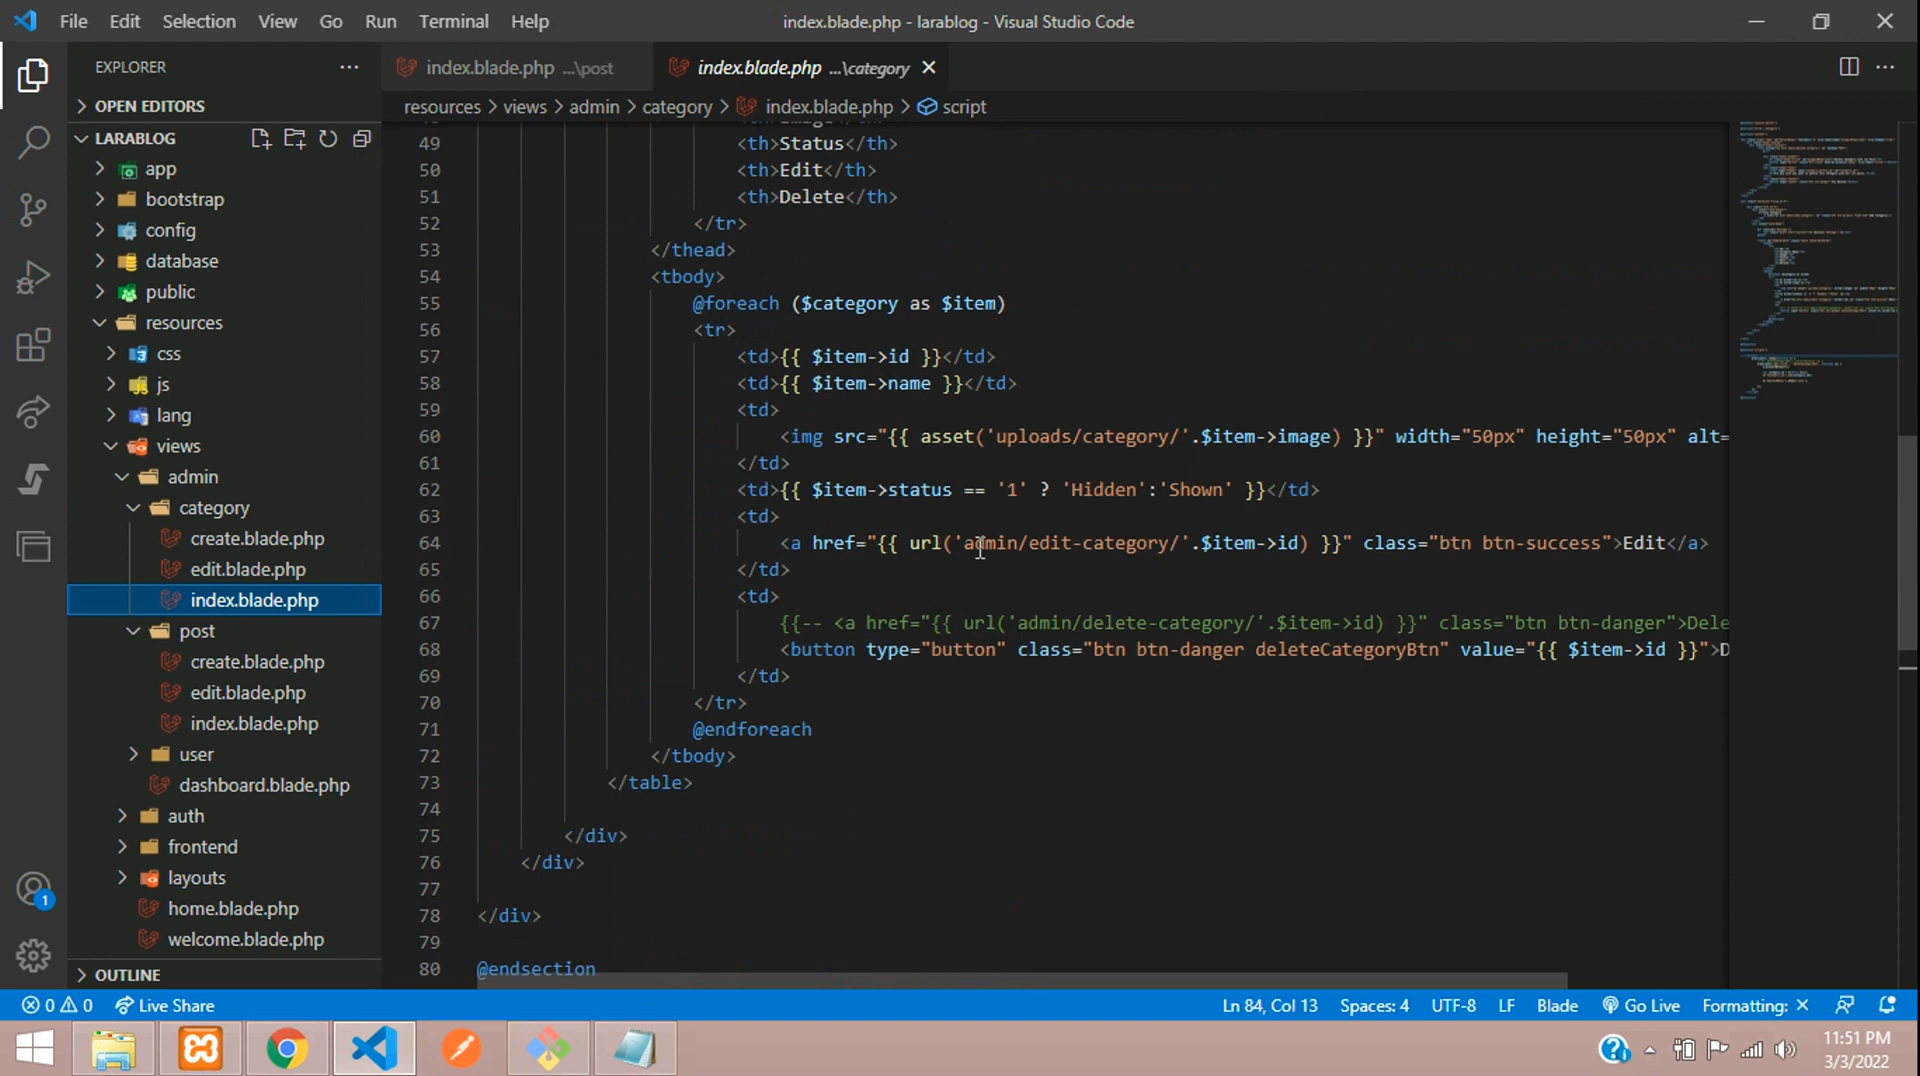 File Edit Selection View Go Run Terminal Help
index.blade.php - larablog - Visual Studio Code
EXPLORER
index.blade.php ...\post
index.blade.php ...\category
OPEN EDITORS
resources > views > admin > category > index.blade.php > script
LARABLOG
app
bootstrap
config
database
public
resources
css
js
lang
views
admin
category
create.blade.php
edit.blade.php
index.blade.php
post
create.blade.php
edit.blade.php
index.blade.php
user
dashboard.blade.php
auth
frontend
layouts
home.blade.php
welcome.blade.php
OUTLINE
49 <th>Status</th>
50 <th>Edit</th>
51 <th>Delete</th>
52 </tr>
53 </thead>
54 <tbody>
55 @foreach ($category as $item)
56 <tr>
57 <td>{{ $item->id }}</td>
58 <td>{{ $item->name }}</td>
59 <td>
60 <img src="{{ asset('uploads/category/'.$item->image) }}" width="50px" height="50px" alt=
61 </td>
62 <td>{{ $item->status == '1' ? 'Hidden':'Shown' }}</td>
63 <td>
64 <a href="{{ url('admin/edit-category/'.$item->id) }}" class="btn btn-success">Edit</a>
65 </td>
66 <td>
67 {{-- <a href="{{ url('admin/delete-category/'.$item->id) }}" class="btn btn-danger">Dele
68 <button type="button" class="btn btn-danger deleteCategoryBtn" value="{{ $item->id }}">D
69 </td>
70 </tr>
71 @endforeach
72 </tbody>
73 </table>
74
75 </div>
76 </div>
77
78 </div>
79
80 @endsection
0 0 Live Share
Ln 84, Col 13 Spaces: 4 UTF-8 LF Blade Go Live Formatting: ×
1
11:51 PM
3/3/2022